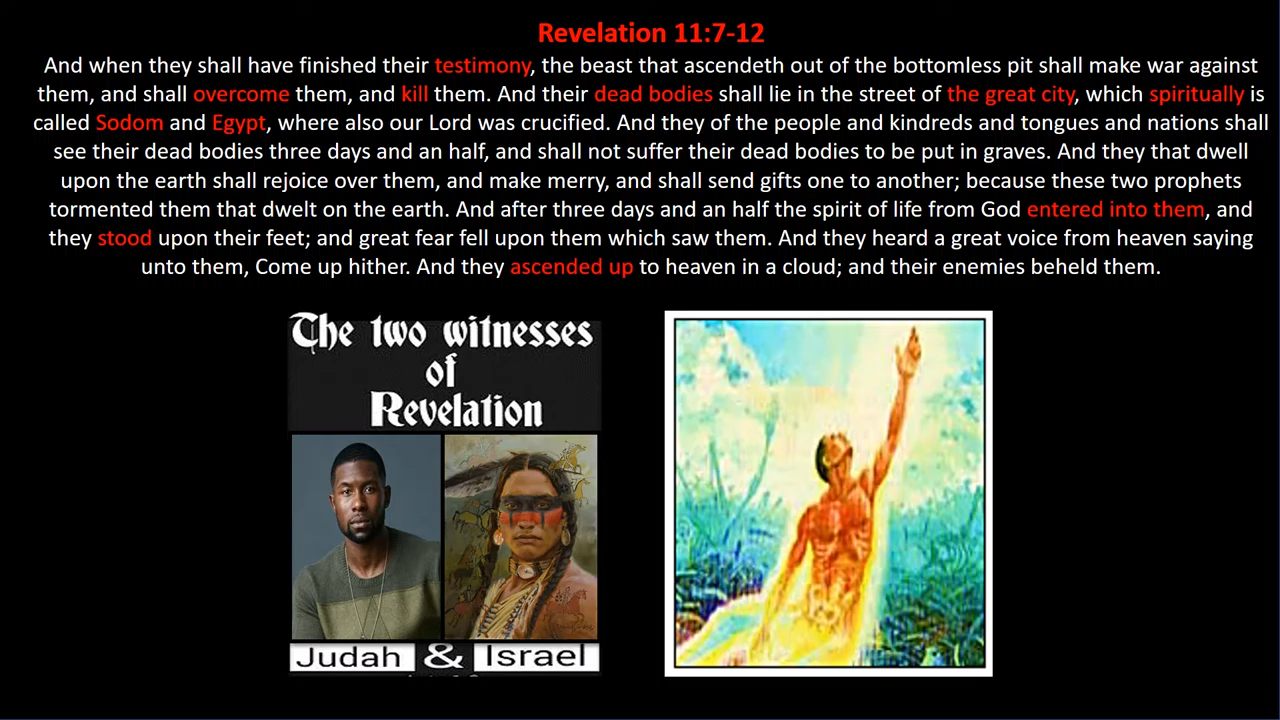 Revelation 11:7-12
And when they shall have finished their testimony, the beast that ascendeth out of the bottomless pit shall make war against
them, and shall overcome them, and kill them. And their dead bodies shall lie in the street of the great city, which spiritually is
called Sodom and Egypt, where also our Lord was crucified. And they of the people and kindreds and tongues and nations shall
see their dead bodies three days and an half, and shall not suffer their dead bodies to be put in graves. And they that dwell
upon the earth shall rejoice over them, and make merry, and shall send gifts one to another; because these two prophets
tormented them that dwelt on the earth. And after three days and an half the spirit of life from God entered into them, and
they stood upon their feet; and great fear fell upon them which saw them. And they heard a great voice from heaven saying
unto them, Come up hither. And they ascended up to heaven in a cloud; and their enemies beheld them.
The two witnesses
of
Revelation
Judah & Israel